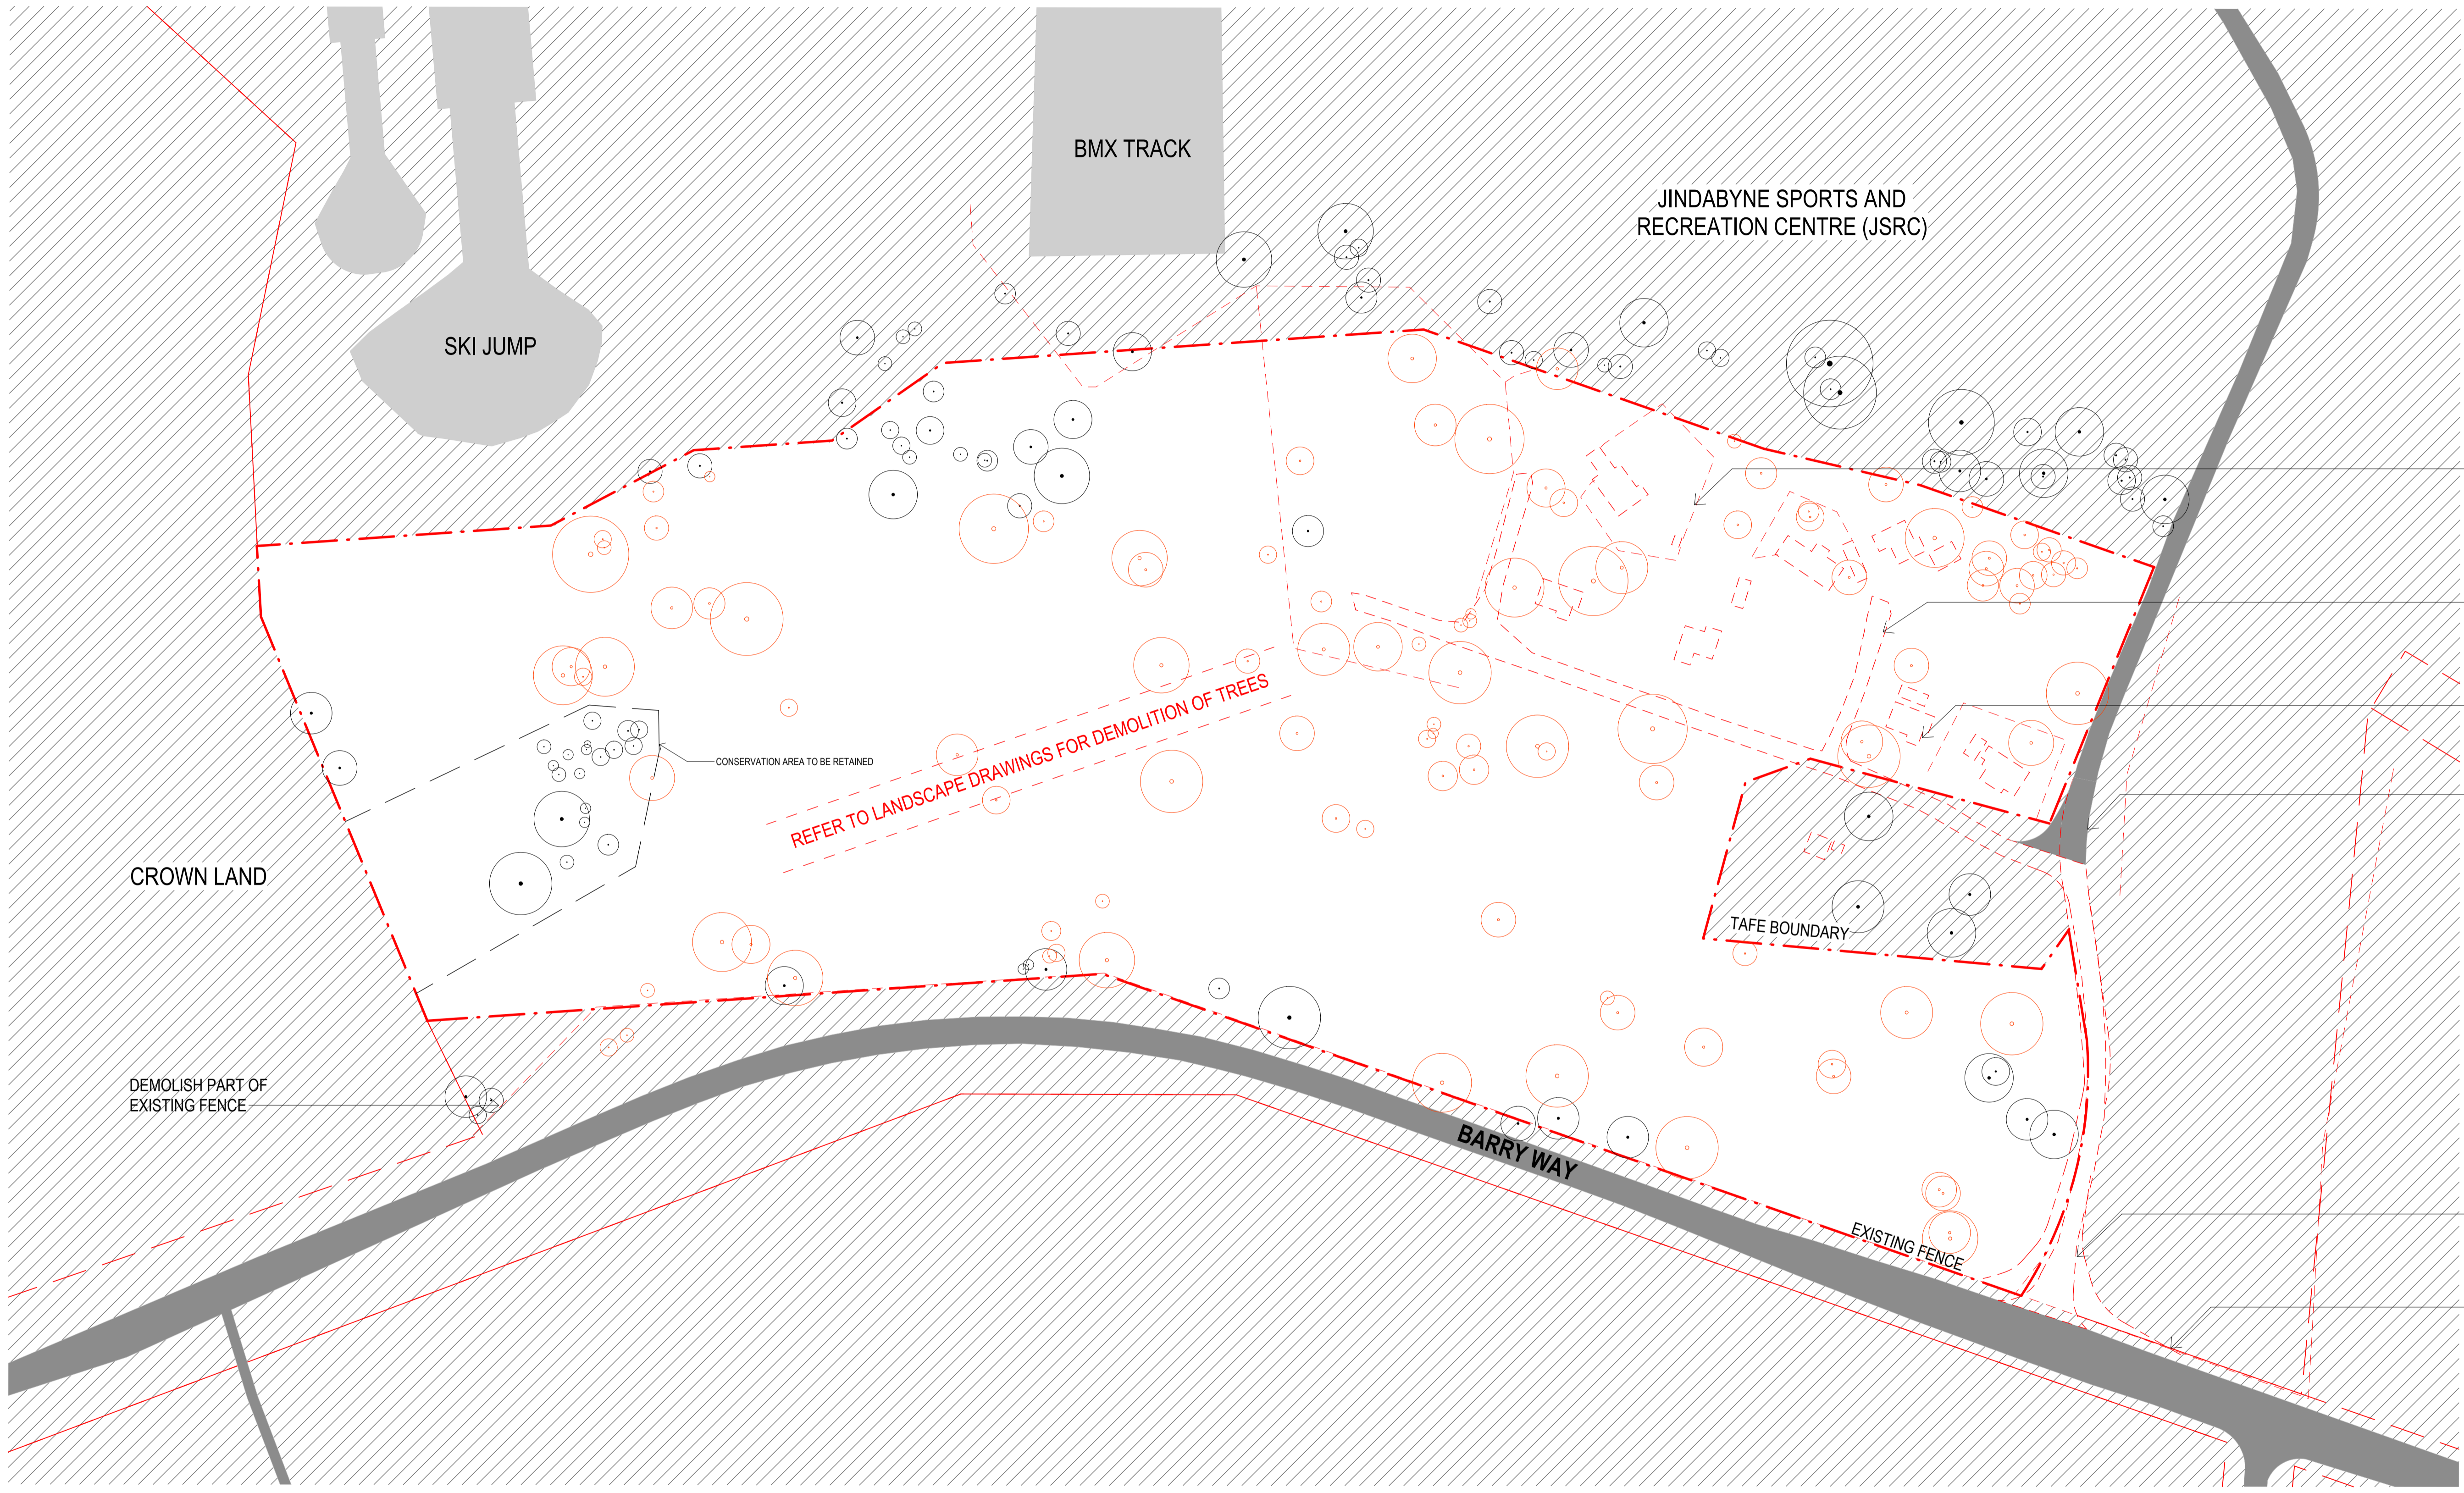 BMX TRACK
JINDABYNE SPORTS AND
RECREATION CENTRE (JSRC)
SKI JUMP
CONSERVATION AREA TO BE RETAINED
REFER TO LANDSCAPE DRAWINGS FOR DEMOLITION OF TREES
CROWN LAND
TAFE BOUNDARY
DEMOLISH PART OF
EXISTING FENCE
BARRY WAY
EXISTING FENCE